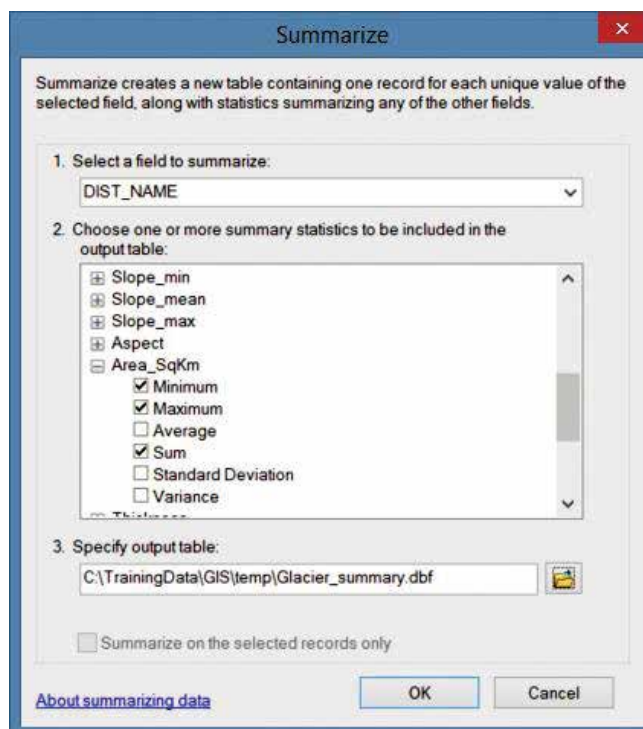 Summarize
Summarize creates a new table containing one record for each unique value of the
selected field, along with statistics summarizing any of the other fields.
1. Select a field to summarize:
DIST_NAME
2. Choose one or more summary statistics to be included in the
output table:
Slope_min
Slope_mean
Slope_max
Aspect
Area_SqKm
Minimum
Maximum
Average
Sum
Standard Deviation
Variance
3. Specify output table:
C:\TrainingData\GIS\temp\Glacier_summary.dbf
Summarize on the selected records only
About summarizing data
OK
Cancel